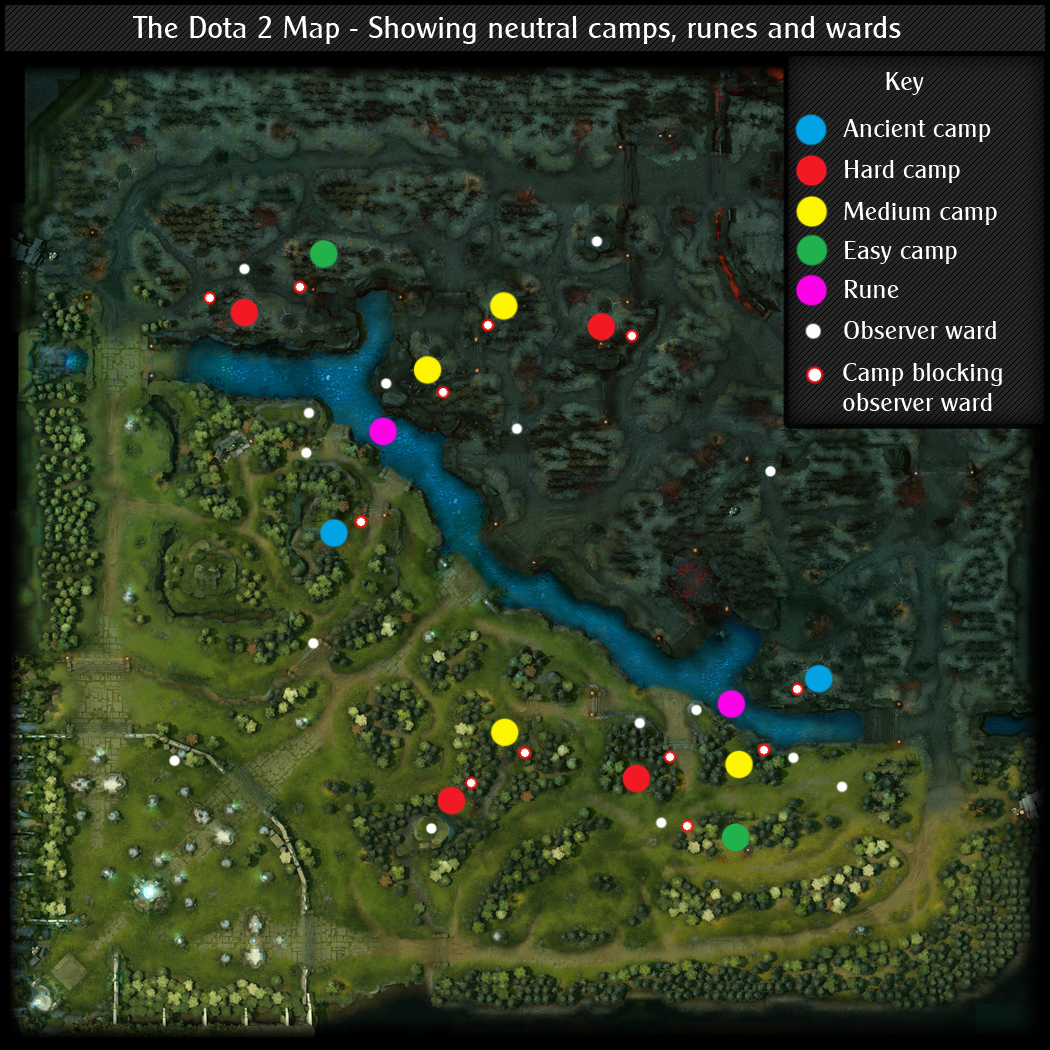 The Dota 2 Map - Showing neutral camps, runes and wards
Key
Ancient camp
Hard camp
Medium camp
Easy camp
Rune
Observer ward
Camp blocking
observer ward